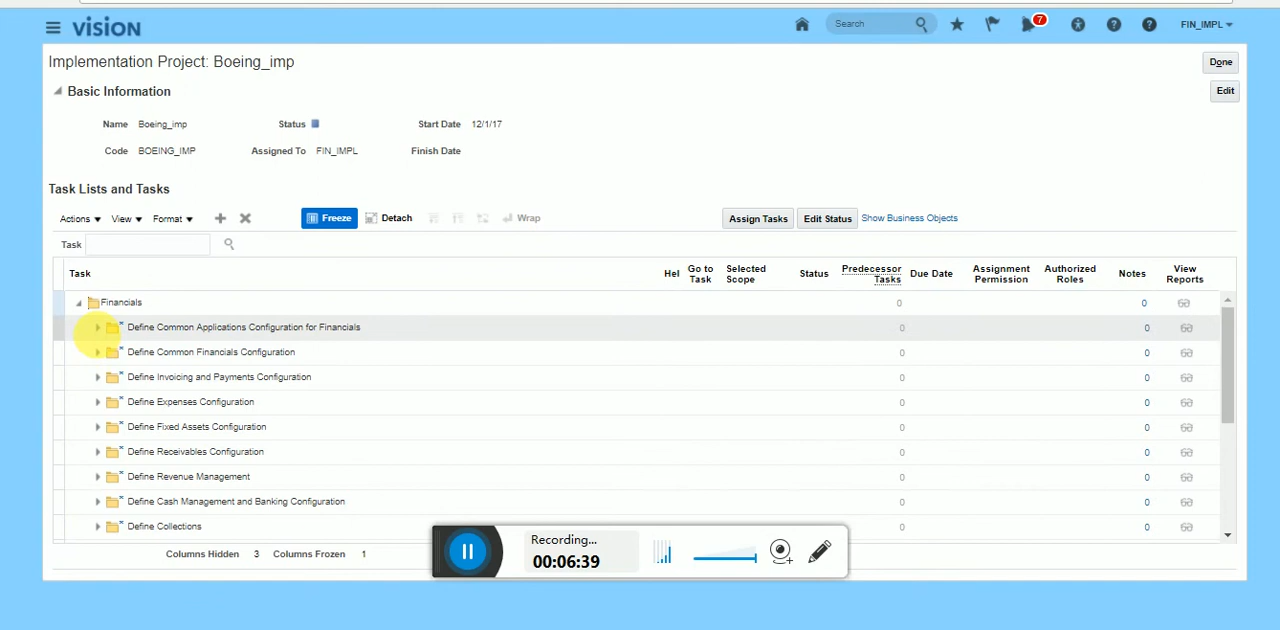 VISION
Search
7
FIN_IMPL
Implementation Project: Boeing_imp
Done
Basic Information
Edit
Name Boeing_imp Status Start Date 12/1/17
Code BOEING_IMP Assigned To FIN_IMPL Finish Date
Task Lists and Tasks
Actions View Format Freeze Detach Wrap Assign Tasks Edit Status Show Business Objects
Task
Task Hel Go to Task Selected Scope Status Predecessor Tasks Due Date Assignment Permission Authorized Roles Notes View Reports
Financials 0 0
Define Common Applications Configuration for Financials 0 0
Define Common Financials Configuration 0 0
Define Invoicing and Payments Configuration 0 0
Define Expenses Configuration 0 0
Define Fixed Assets Configuration 0 0
Define Receivables Configuration 0 0
Define Revenue Management 0 0
Define Cash Management and Banking Configuration 0 0
Define Collections 0 0
Columns Hidden 3 Columns Frozen 1
Recording...
00:06:39